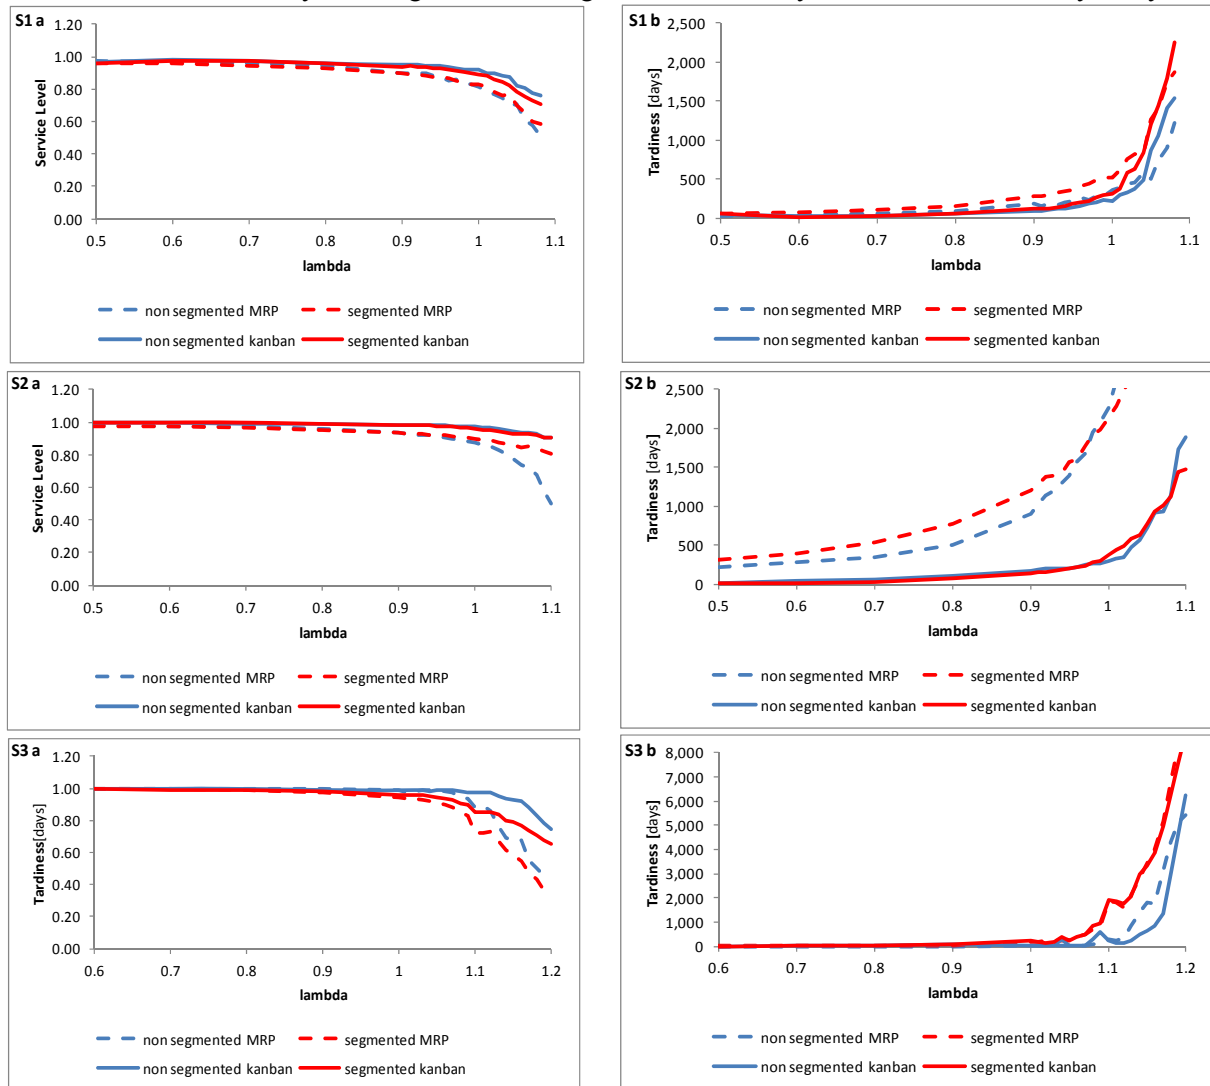 S1 a
1.20
1.00
0.80
0.60
0.40
0.20
0.00
Service Level
0.5 0.6 0.7 0.8 0.9 1 1.1
lambda
non segmented MRP segmented MRP
non segmented kanban segmented kanban
S1 b
2,500
2,000
1,500
1,000
500
0
Tardiness [days]
0.5 0.6 0.7 0.8 0.9 1 1.1
lambda
non segmented MRP segmented MRP
non segmented kanban segmented kanban
S2 a
1.20
1.00
0.80
0.60
0.40
0.20
0.00
Service Level
0.5 0.6 0.7 0.8 0.9 1 1.1
lambda
non segmented MRP segmented MRP
non segmented kanban segmented kanban
S2 b
2,500
2,000
1,500
1,000
500
0
Tardiness [days]
0.5 0.6 0.7 0.8 0.9 1 1.1
lambda
non segmented MRP segmented MRP
non segmented kanban segmented kanban
S3 a
1.20
1.00
0.80
0.60
0.40
0.20
0.00
Tardiness[days]
0.6 0.7 0.8 0.9 1 1.1 1.2
lambda
non segmented MRP segmented MRP
non segmented kanban segmented kanban
S3 b
8,000
7,000
6,000
5,000
4,000
3,000
2,000
1,000
0
Tardiness [days]
0.6 0.7 0.8 0.9 1 1.1 1.2
lambda
non segmented MRP segmented MRP
non segmented kanban segmented kanban